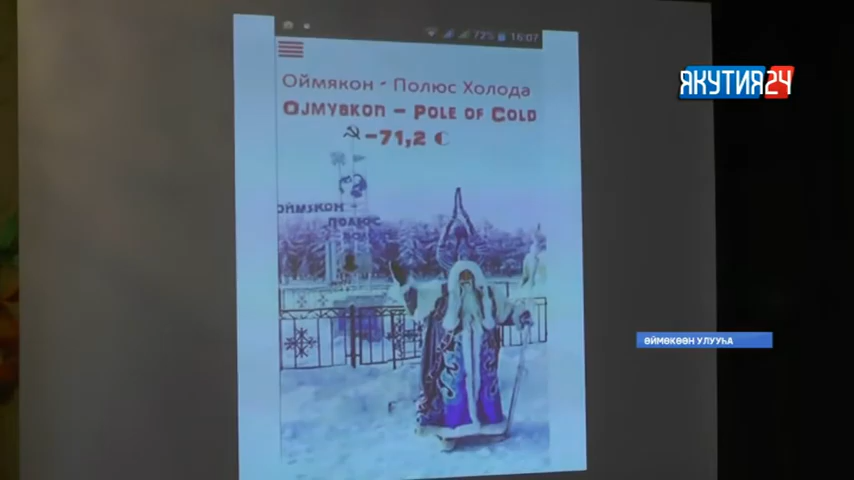 72% 16:07
ЯКУТИЯ24
Оймякон - Полюс Холода
Ojmyakon – Pole of Cold
-71,2 C
ОЙМЯКОН -
ПОЛЮС
ӨЙМӨКӨӨН УЛУУҺА